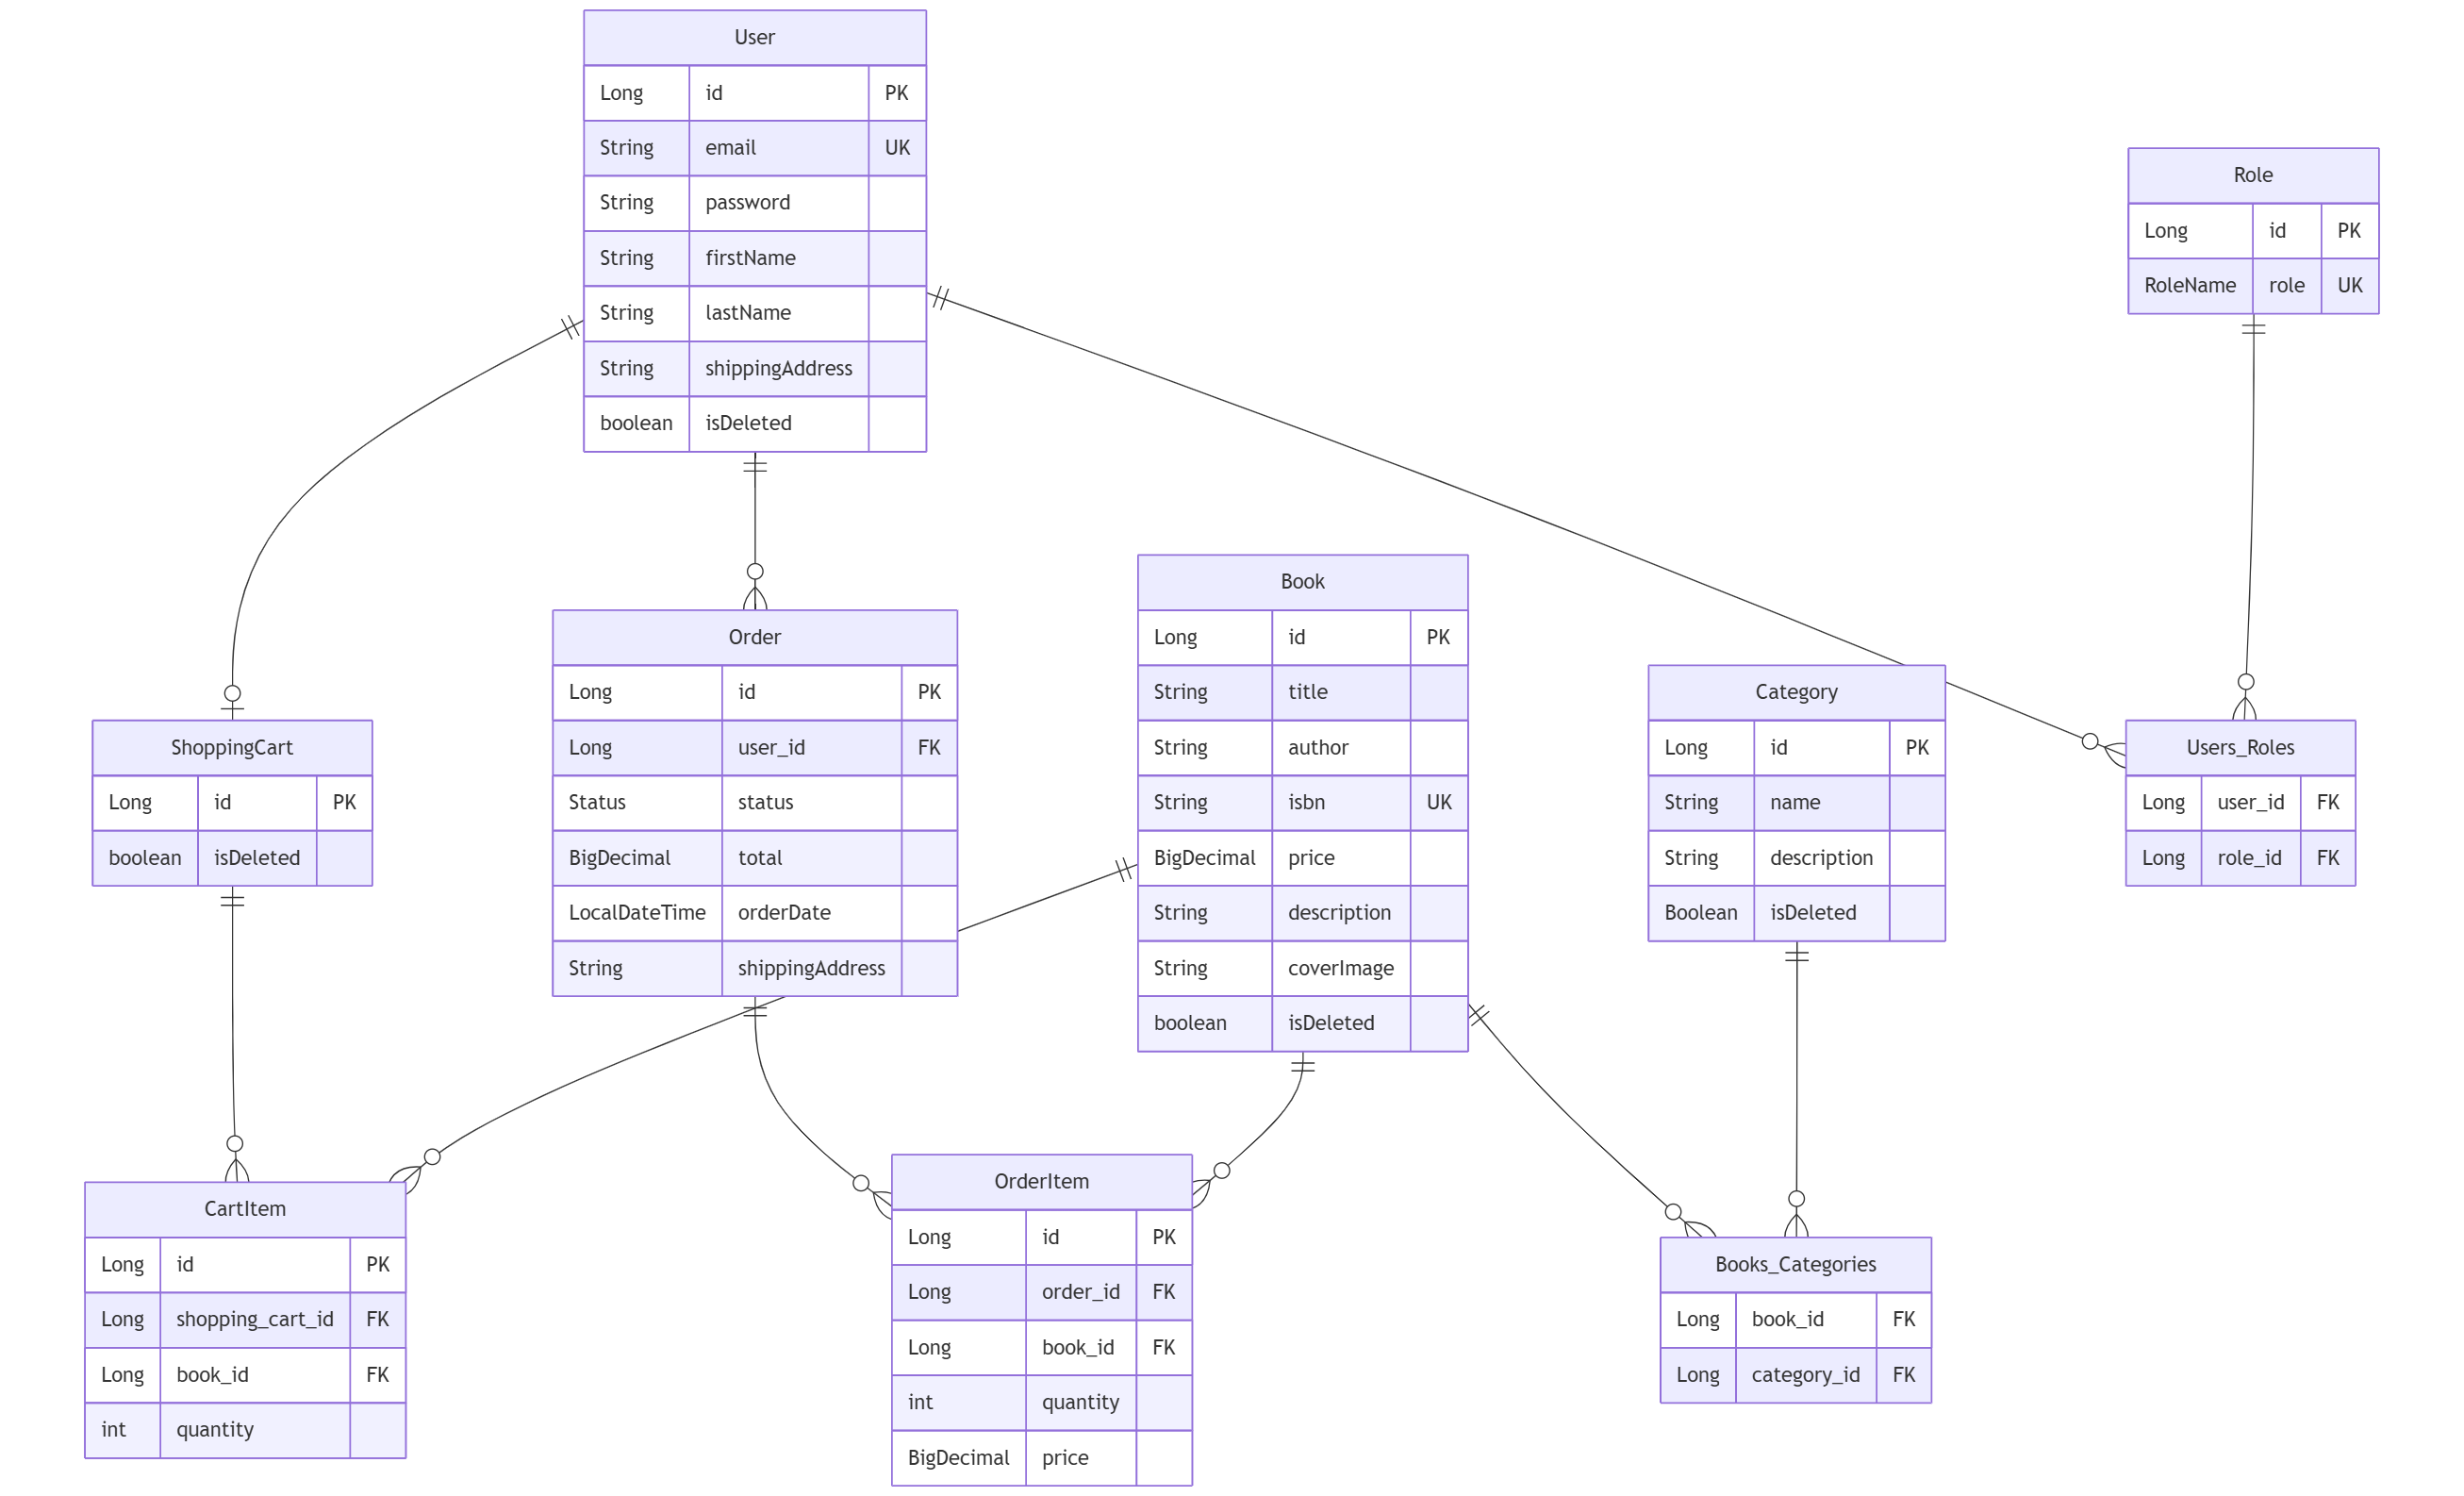 User
Long id PK
String email UK
String password
String firstName
String lastName
String shippingAddress
boolean isDeleted
Role
Long id PK
RoleName role UK
Order
Long id PK
Long user_id FK
Status status
BigDecimal total
LocalDateTime orderDate
String shippingAddress
Book
Long id PK
String title
String author
String isbn UK
BigDecimal price
String description
String coverImage
boolean isDeleted
Category
Long id PK
String name
String description
Boolean isDeleted
ShoppingCart
Long id PK
boolean isDeleted
Users_Roles
Long user_id FK
Long role_id FK
CartItem
Long id PK
Long shopping_cart_id FK
Long book_id FK
int quantity
OrderItem
Long id PK
Long order_id FK
Long book_id FK
int quantity
BigDecimal price
Books_Categories
Long book_id FK
Long category_id FK